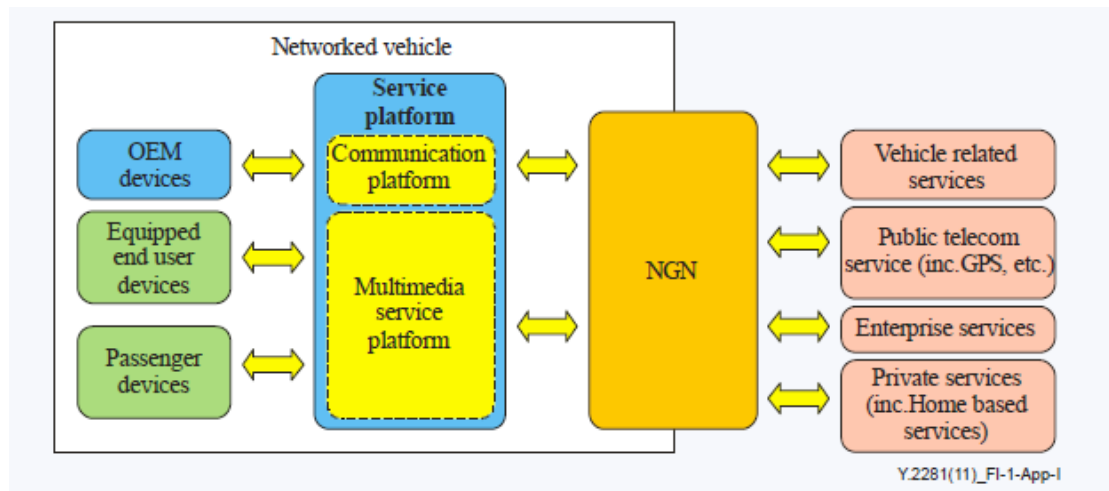 Networked vehicle
Service
platform
OEM
devices
Communication
platform
Vehicle related
services
Equipped
end user
devices
Multimedia
service
platform
NGN
Public telecom
service (inc.GPS, etc.)
Enterprise services
Passenger
devices
Private services
(inc.Home based
services)
Y.2281(11)_FI-1-App-I